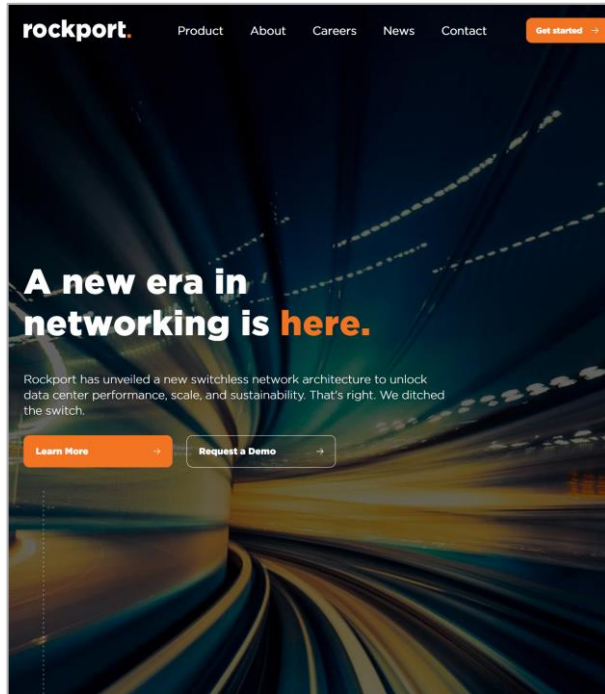 rockport.
Product
About
Careers
News
Contact
Get started →
A new era in
networking is here.
Rockport has unveiled a new switchless network architecture to unlock
data center performance, scale, and sustainability. That's right. We ditched
the switch.
Learn More →
Request a Demo →